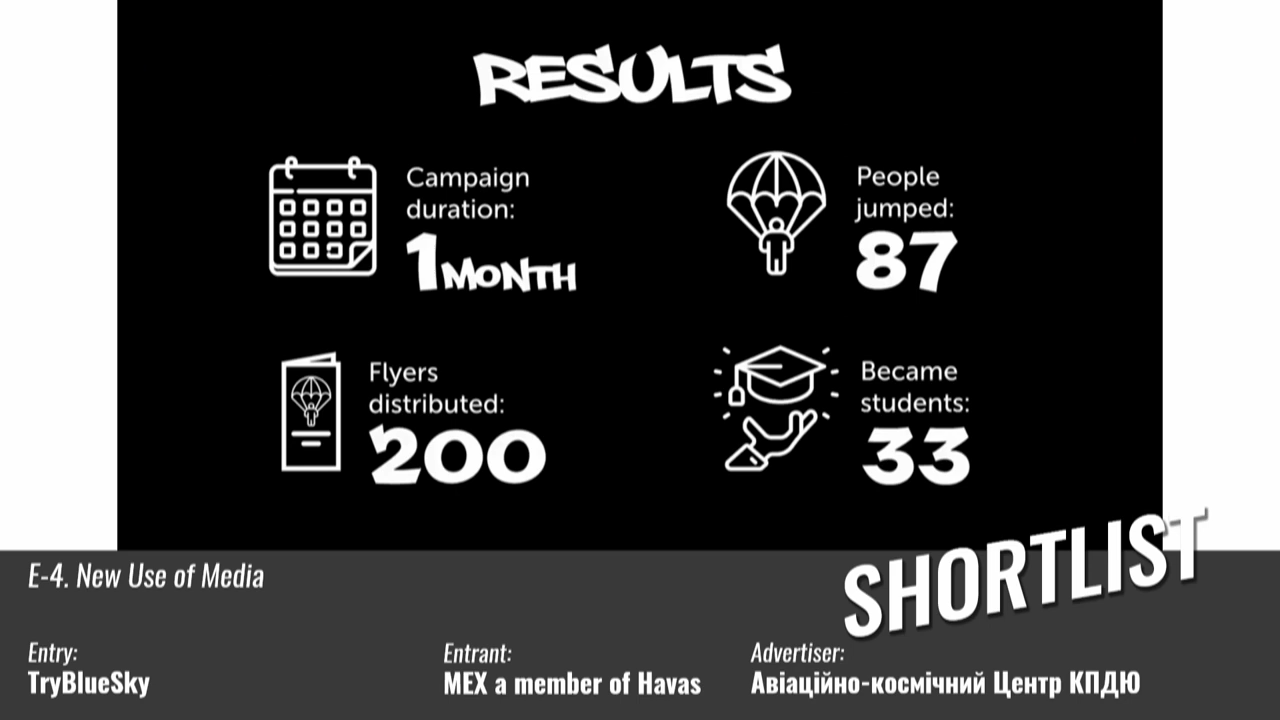 RESULTS
Campaign
duration:
1 MONTH
People
jumped:
87
Flyers
distributed:
200
Became
students:
33
SHORTLIST
E-4. New Use of Media
Entry:
TryBlueSky
Entrant:
MEX a member of Havas
Advertiser:
Авіаційно-космічний Центр КПДЮ